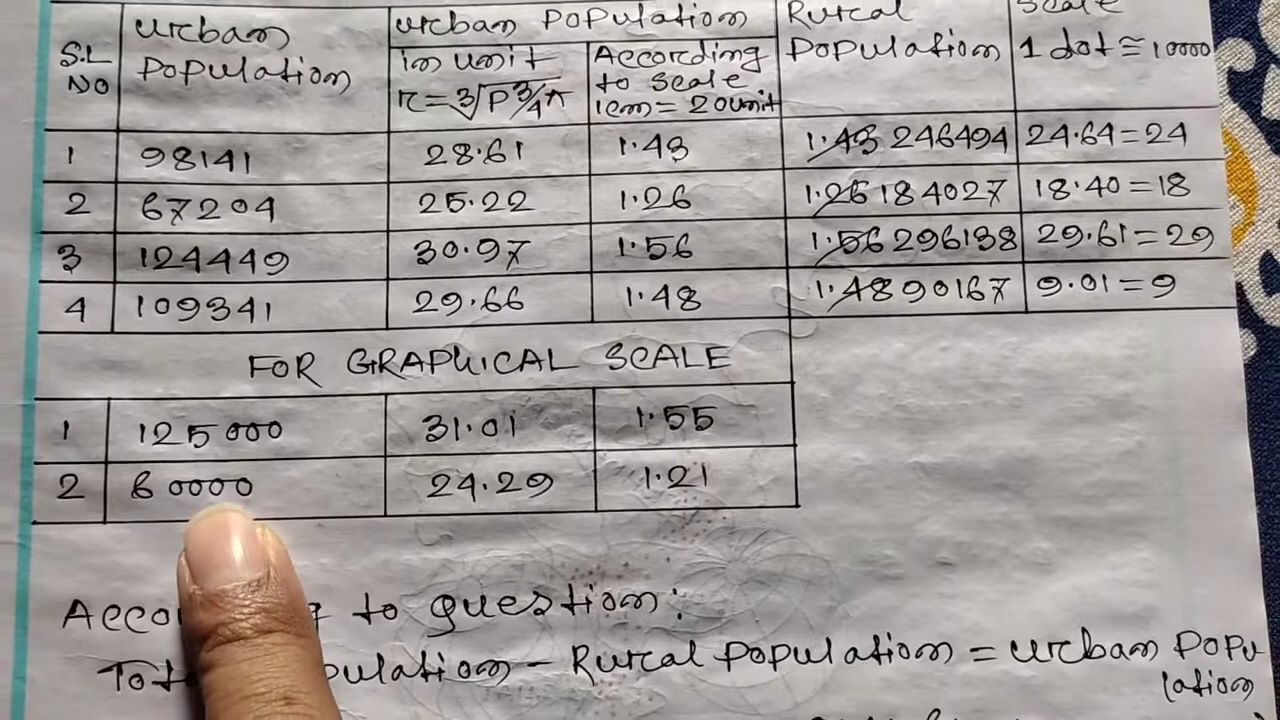 S.L NO | Urban Population | Urban Population in unit r=3√P3/4π | According to scale 1cm=20unit | Rural Population | Scale 1 dot ≅ 10000
1 | 98141 | 28.61 | 1.43 | 1.43 246494 | 24.64=24
2 | 67204 | 25.22 | 1.26 | 1.26 184027 | 18.40=18
3 | 124449 | 30.97 | 1.56 | 1.56 296138 | 29.61=29
4 | 109341 | 29.66 | 1.48 | 1.48 90167 | 9.01=9
FOR GRAPHICAL SCALE
1 | 125000 | 31.01 | 1.55
2 | 60000 | 24.29 | 1.21
to question:
- Rural Population = Urban Popu
lation